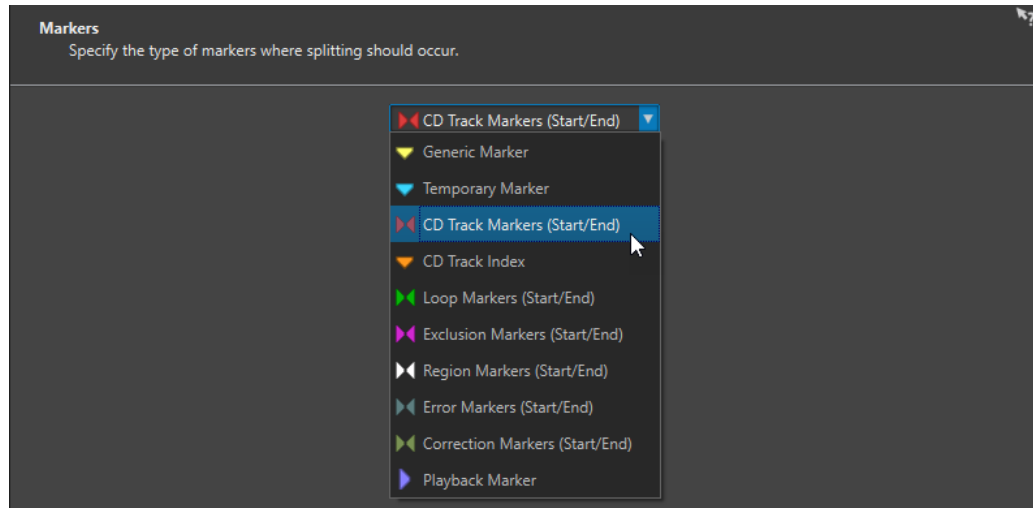 Markers
Specify the type of markers where splitting should occur.
CD Track Markers (Start/End)
Generic Marker
Temporary Marker
CD Track Markers (Start/End)
CD Track Index
Loop Markers (Start/End)
Exclusion Markers (Start/End)
Region Markers (Start/End)
Error Markers (Start/End)
Correction Markers (Start/End)
Playback Marker